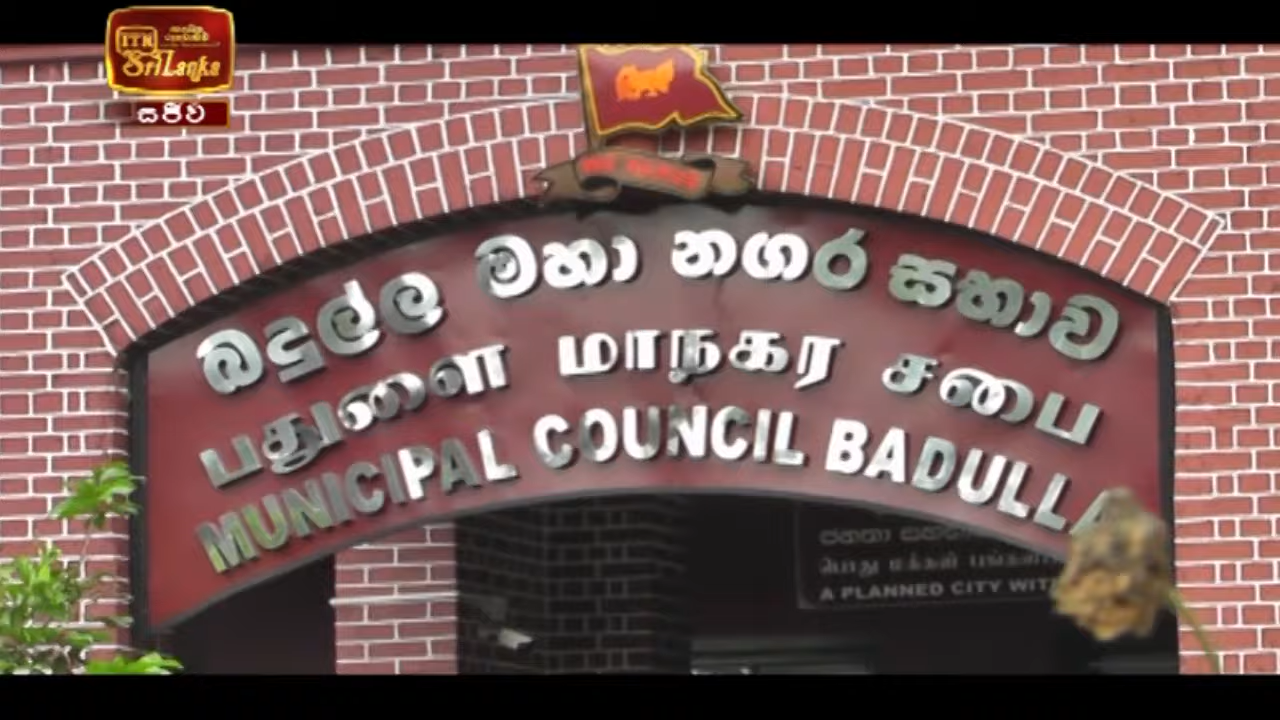 ITN
Sri Lanka
සජීව
බදුල්ල මහා නගර සභාව
பதுளை மாநகர சபை
MUNICIPAL COUNCIL BADULLA
A PLANNED CITY WIT